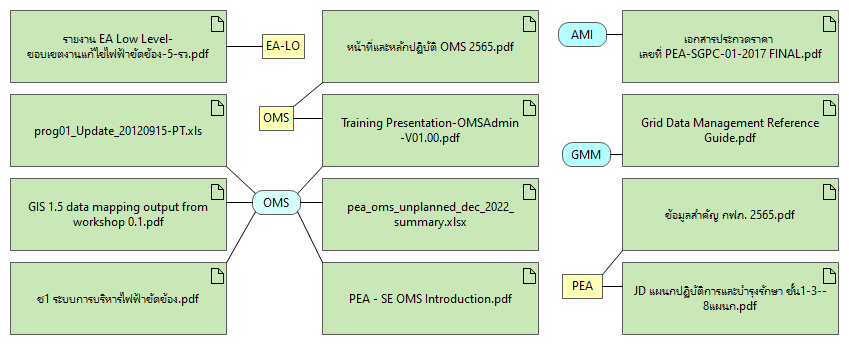 รายงาน EA Low Level-
ขอบเขตงานแก้ไขไฟฟ้าขัดข้อง-5-รว.pdf
EA-LO
หน้าที่และหลักปฏิบัติ OMS 2565.pdf
AMI
เอกสารประกวดราคา
เลขที่ PEA-SGPC-01-2017 FINAL.pdf
prog01_Update_20120915-PT.xls
OMS
Training Presentation-OMSAdmin
-V01.00.pdf
GMM
Grid Data Management Reference
Guide.pdf
GIS 1.5 data mapping output from
workshop 0.1.pdf
OMS
pea_oms_unplanned_dec_2022_
summary.xlsx
ข้อมูลสำคัญ กฟภ. 2565.pdf
ช1 ระบบการบริหารไฟฟ้าขัดข้อง.pdf
PEA - SE OMS Introduction.pdf
PEA
JD แผนกปฏิบัติการและบำรุงรักษา ชั้น1-3--
8แผนก.pdf